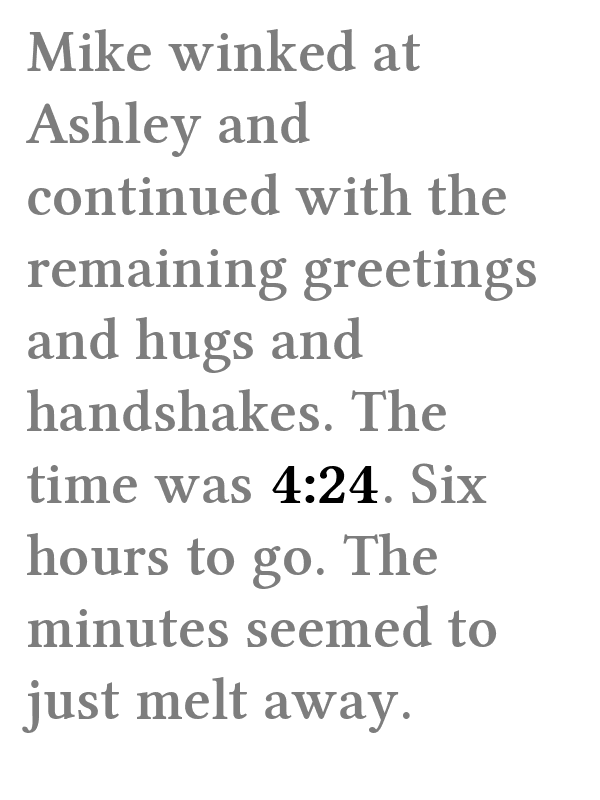 Mike winked at
Ashley and
continued with the
remaining greetings
and hugs and
handshakes. The
time was 4:24. Six
hours to go. The
minutes seemed to
just melt away.